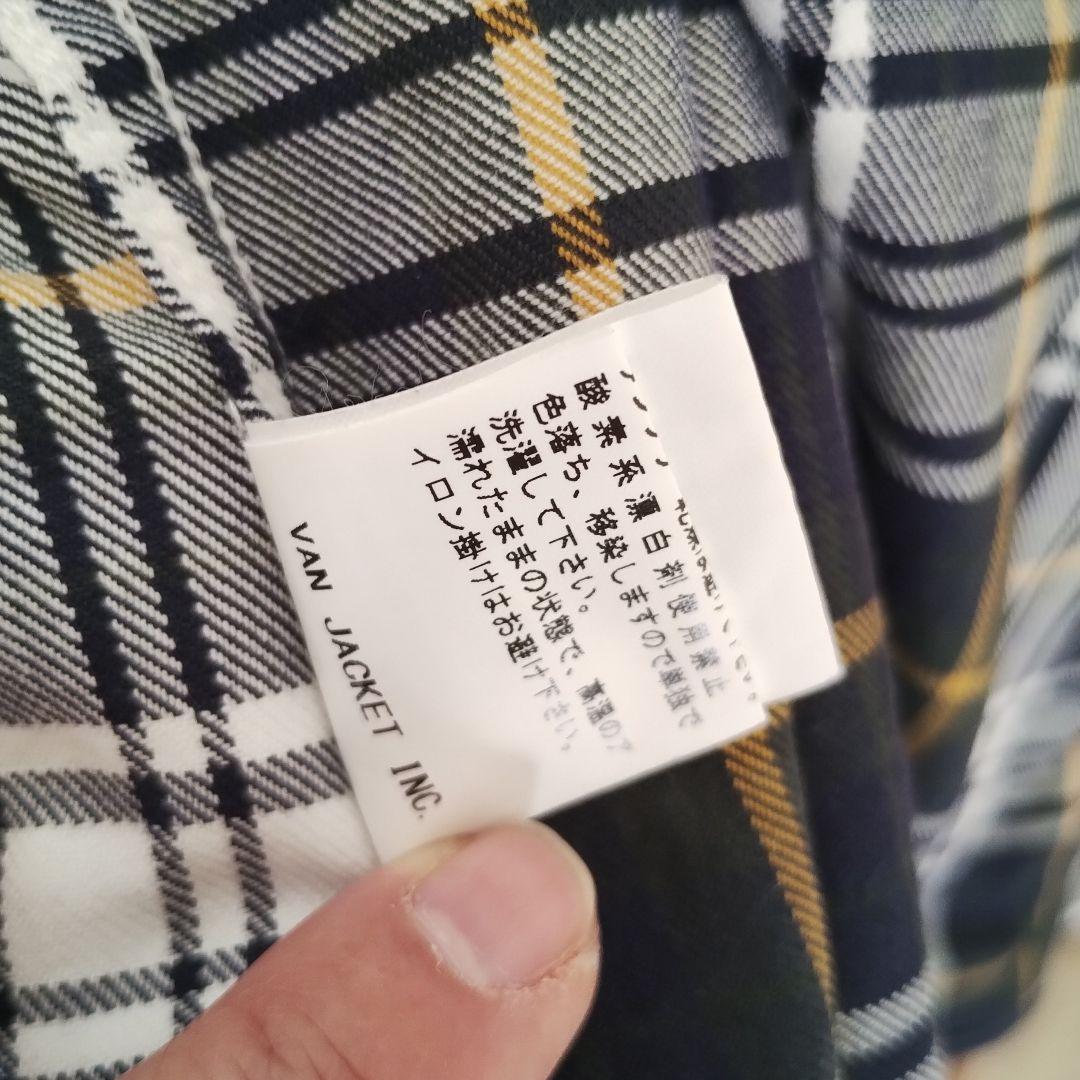 酸素系漂白剤使用禁止
色落ち、移染しますので単独で
洗濯して下さい。
濡れたままの状態で、高温のア
イロン掛けはお避け下さい。
VAN JACKET INC.